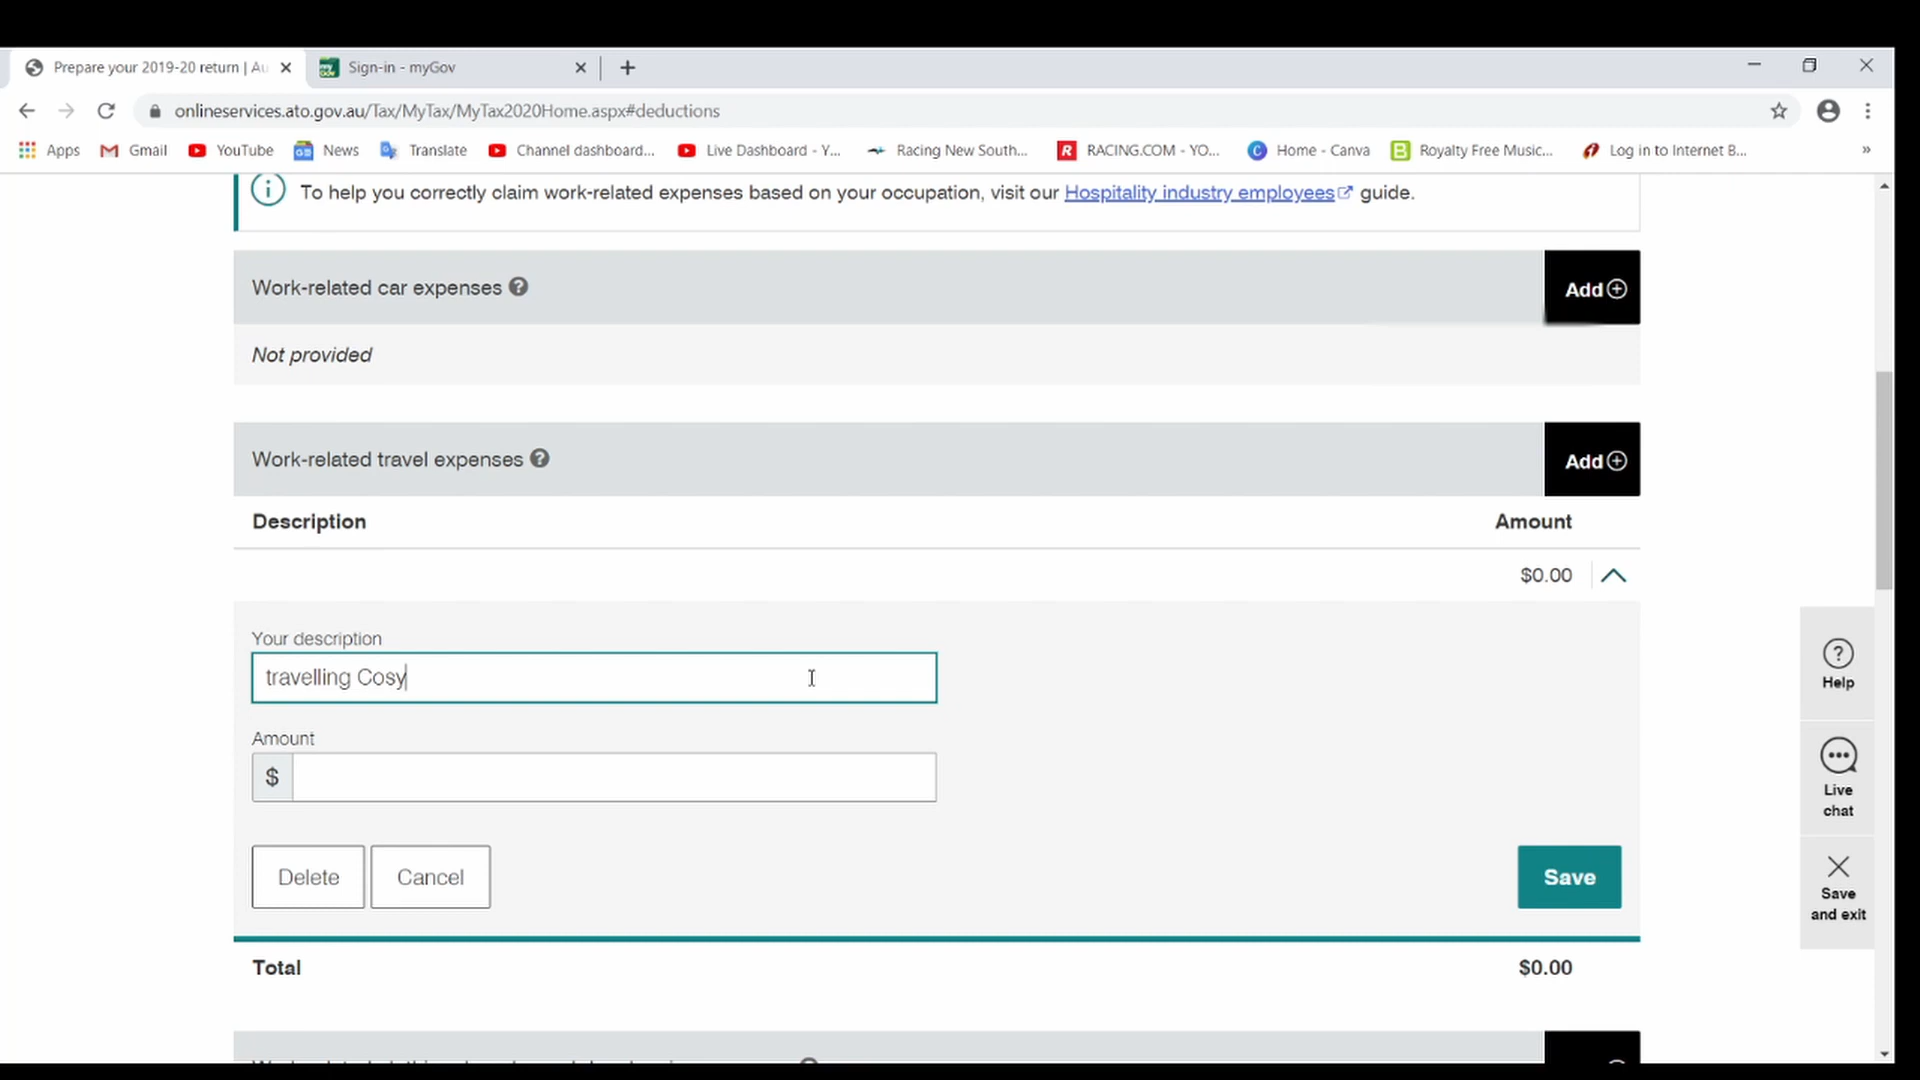 Prepare your 2019-20 return | Au
Sign-in - myGov
onlineservices.ato.gov.au/Tax/MyTax/MyTax2020Home.aspx#deductions
Apps Gmail YouTube News Translate Channel dashboard... Live Dashboard - Y... Racing New South... RACING.COM - YO... Home - Canva Royalty Free Music... Log in to Internet B... »
To help you correctly claim work-related expenses based on your occupation, visit our Hospitality industry employees guide.
Work-related car expenses
Add
Not provided
Work-related travel expenses
Add
Description Amount
$0.00
Your description
travelling Cosy
Amount
$
Delete Cancel Save
Total $0.00
Help
Live
chat
Save
and exit